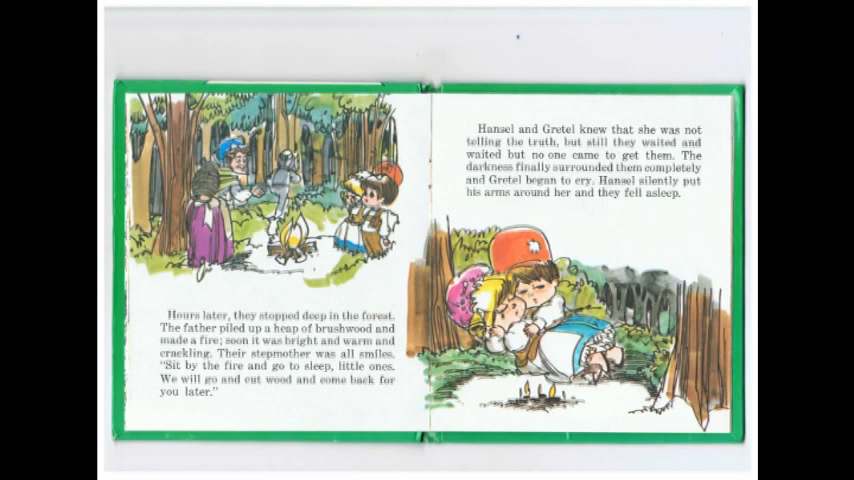 Hours later, they stopped deep in the forest.
The father piled up a heap of brushwood and
made a fire; soon it was bright and warm and
crackling. Their stepmother was all smiles.
"Sit by the fire and go to sleep, little ones.
We will go and cut wood and come back for
you later."
Hansel and Gretel knew that she was not
telling the truth, but still they waited and
waited but no one came to get them. The
darkness finally surrounded them completely
and Gretel began to cry. Hansel silently put
his arms around her and they fell asleep.